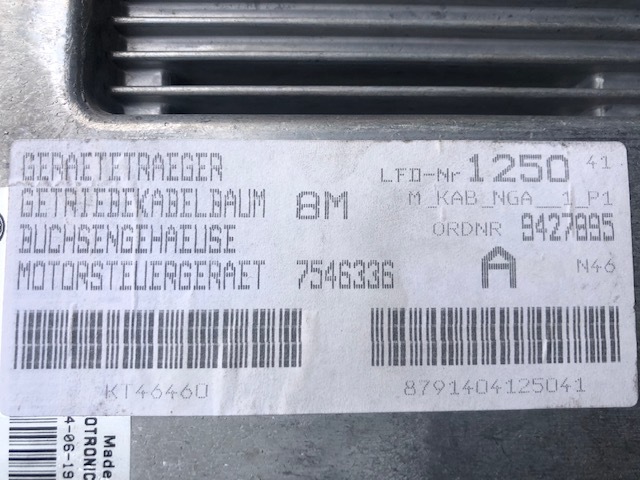 GERAETETRAEGER LFD-Nr 1250 41
GETRIEBEKABELBAUM 8M M_KAB_NGA__1_P1
BUCHSENGEHAEUSE ORDNR 9427895
MOTORSTEUERGERAET 7546336 A N46
KT46460 8791404125041
Made
OTRONIC
4-06-19